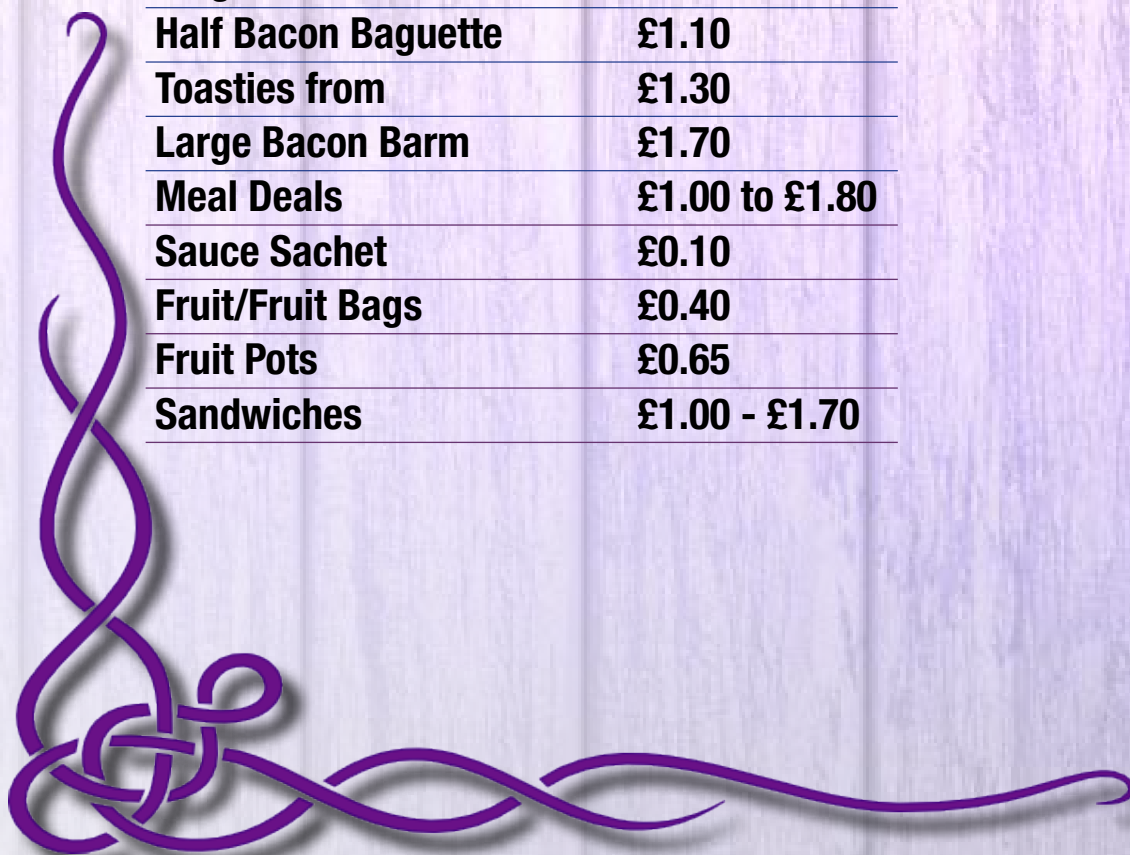 Half Bacon Baguette £1.10
Toasties from £1.30
Large Bacon Barm £1.70
Meal Deals £1.00 to £1.80
Sauce Sachet £0.10
Fruit/Fruit Bags £0.40
Fruit Pots £0.65
Sandwiches £1.00 - £1.70